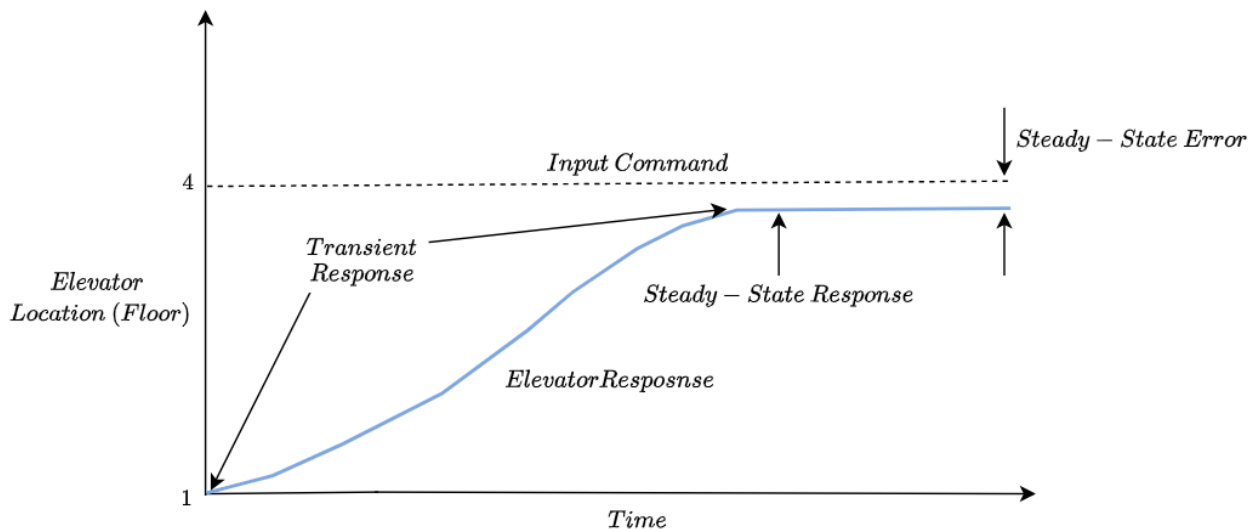 Steady – State Error
Input Command
4
Transient
Response
Elevator
Location (Floor)
Steady – State Response
ElevatorResposnse
1
Time